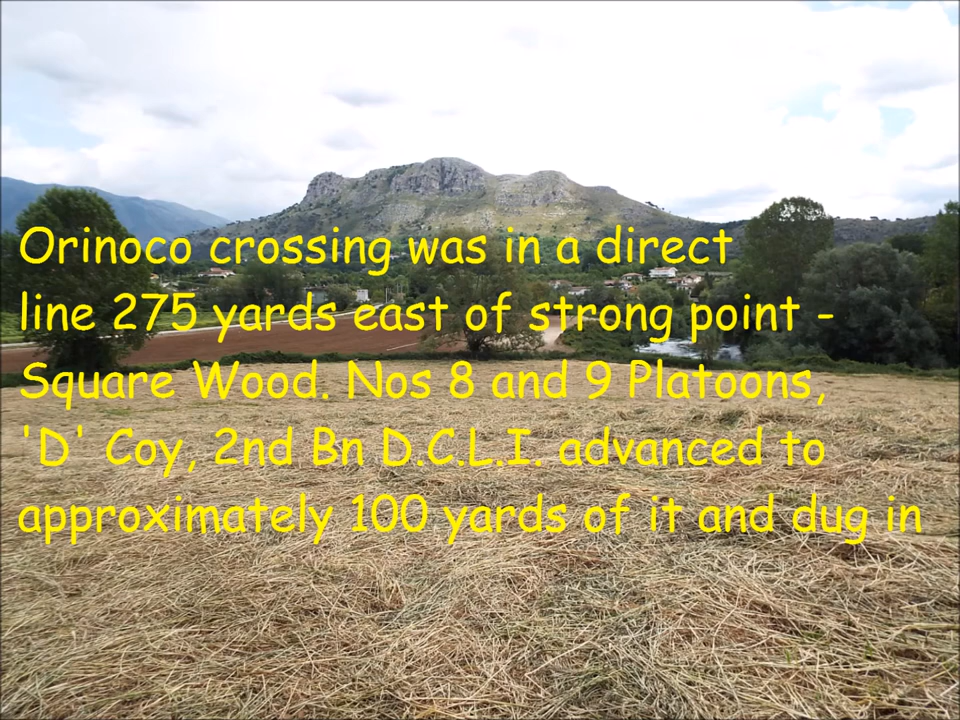 Orinoco crossing was in a direct
line 275 yards east of strong point -
Square Wood. Nos 8 and 9 Platoons,
'D' Coy, 2nd Bn D.C.L.I. advanced to
approximately 100 yards of it and dug in